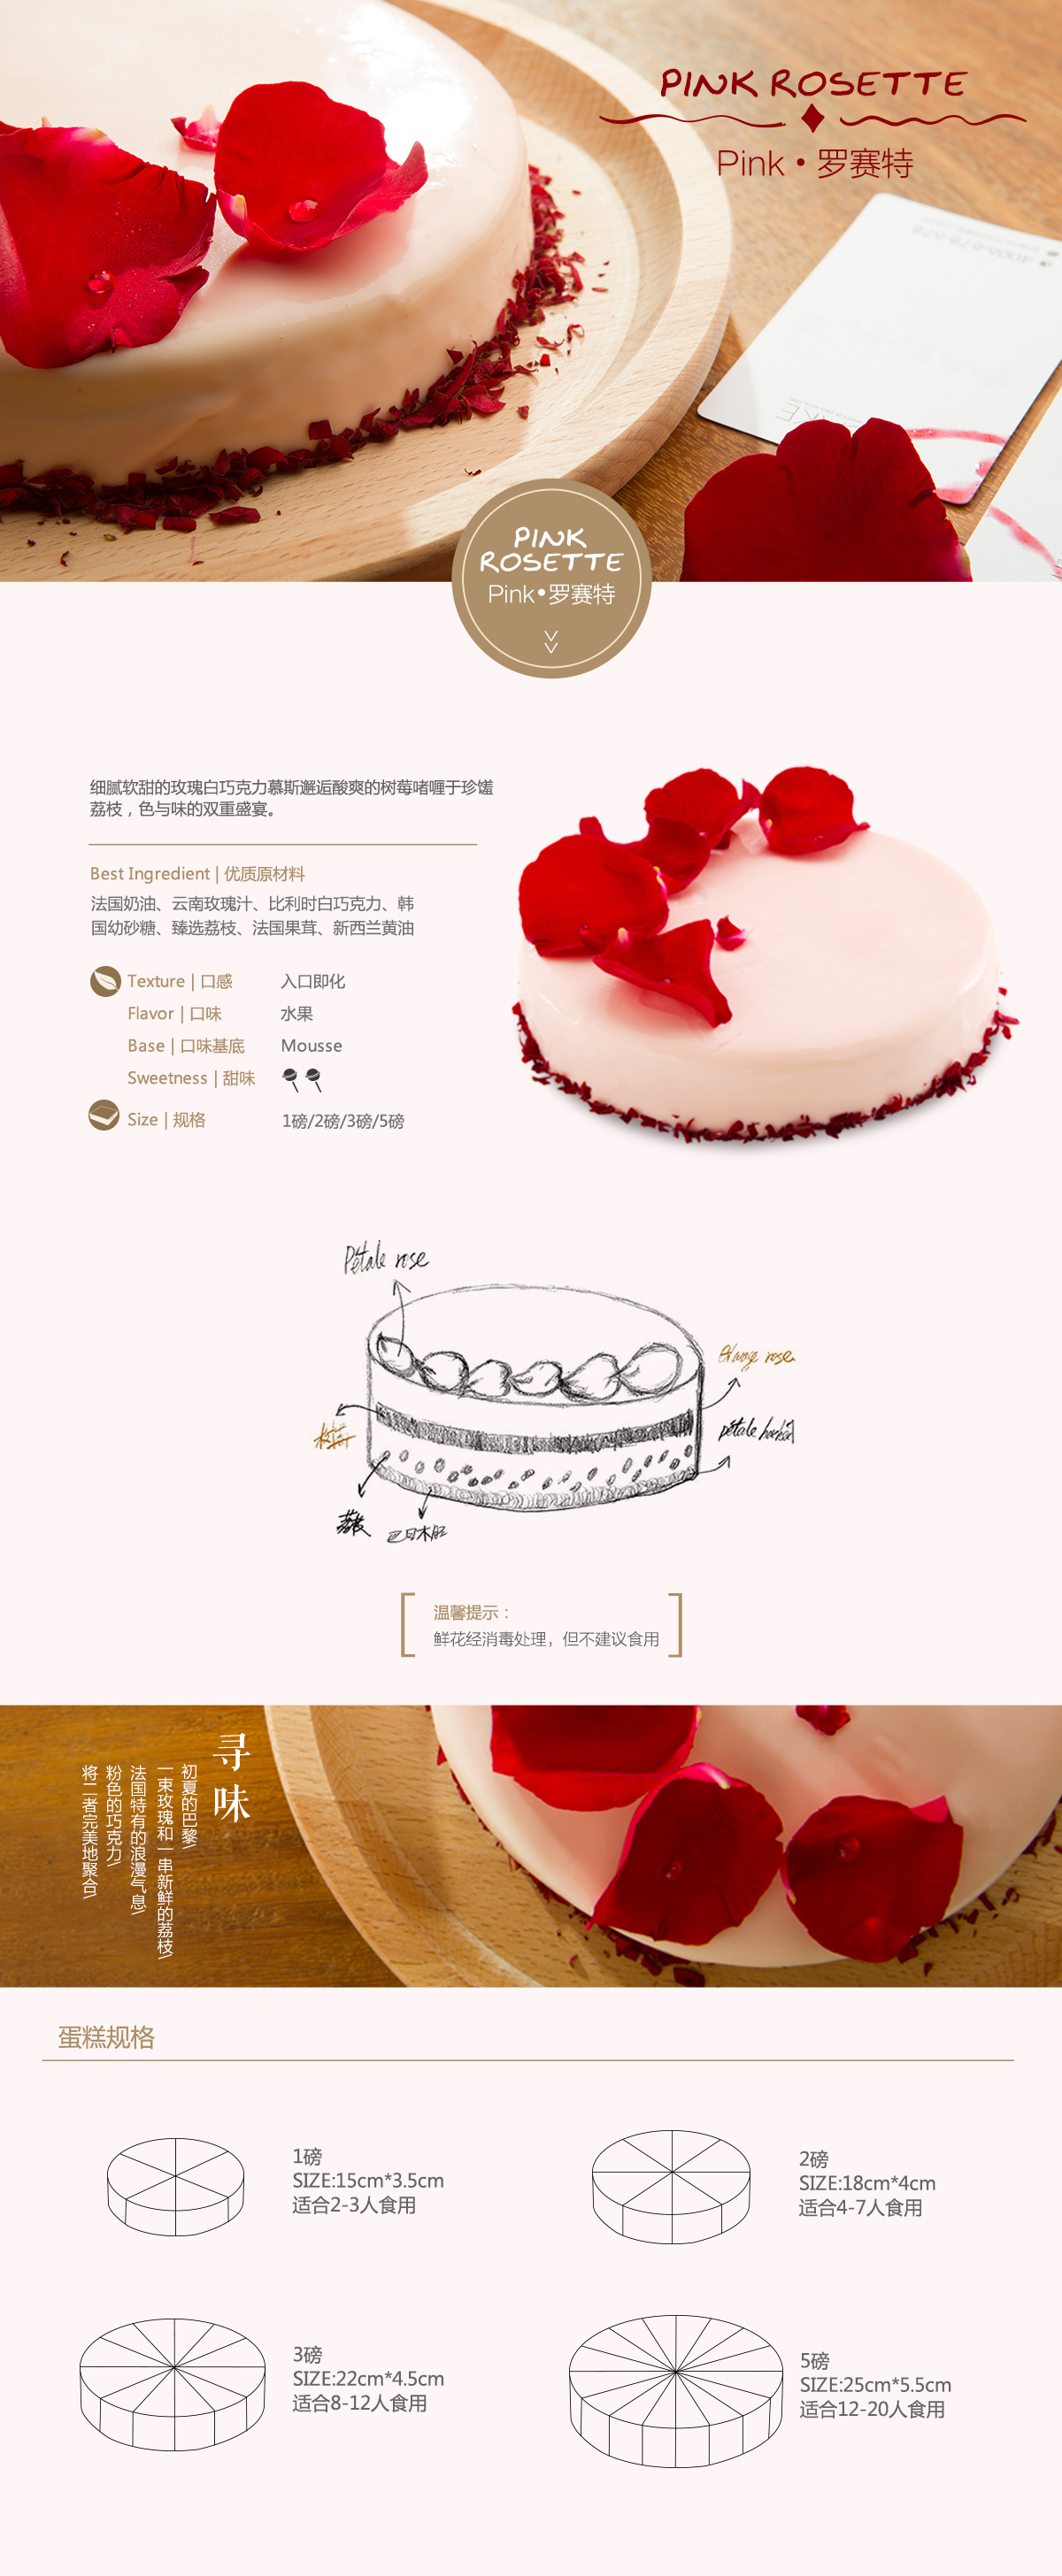 PINK ROSETTE
Pink•罗赛特
PINK
ROSETTE
Pink•罗赛特
细腻软甜的玫瑰白巧克力慕斯邂逅酸爽的树莓啫喱于珍馐
荔枝，色与味的双重盛宴。
Best Ingredient | 优质原材料
法国奶油、云南玫瑰汁、比利时白巧克力、韩
国幼砂糖、臻选荔枝、法国果茸、新西兰黄油
Texture | 口感 入口即化
Flavor | 口味 水果
Base | 口味基底 Mousse
Sweetness | 甜味
Size | 规格 1磅/2磅/3磅/5磅
Pétale rose
rose
pétale
温馨提示：
鲜花经消毒处理，但不建议食用
寻味
初夏的巴黎\
一束玫瑰和一串新鲜的荔枝\
法国特有的浪漫气息\
粉色的巧克力\
将二者完美地聚合\
蛋糕规格
1磅
SIZE:15cm*3.5cm
适合2-3人食用
2磅
SIZE:18cm*4cm
适合4-7人食用
3磅
SIZE:22cm*4.5cm
适合8-12人食用
5磅
SIZE:25cm*5.5cm
适合12-20人食用